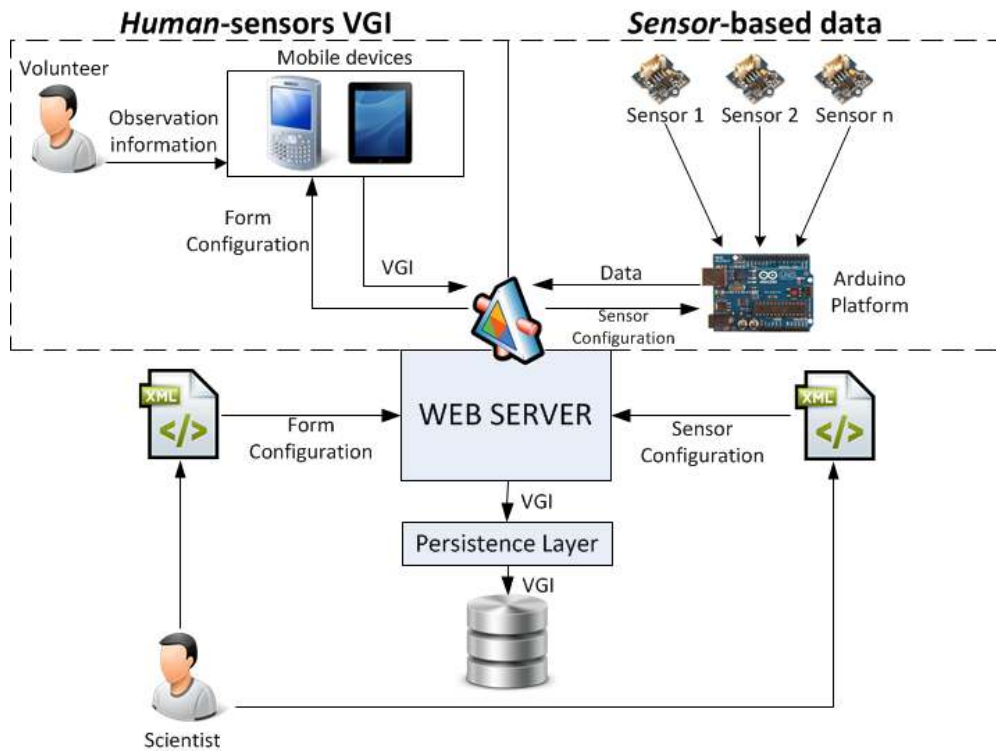 Human-sensors VGI
Sensor-based data
Volunteer
Mobile devices
Observation
information
Sensor 1
Sensor 2
Sensor n
Form
Configuration
VGI
Data
Sensor
Configuration
Arduino
Platform
XML
</>
Form
Configuration
WEB SERVER
Sensor
Configuration
XML
</>
VGI
Persistence Layer
VGI
Scientist